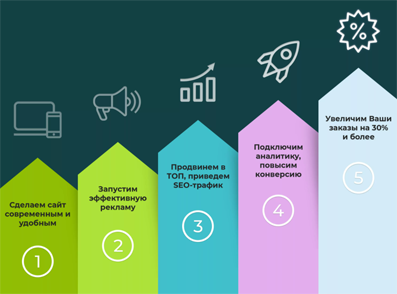 Сделаем сайт
современным и
удобным
1
Запустим
эффективную
рекламу
2
Продвинем в
ТОП, приведем
SEO-трафик
3
Подключим
аналитику,
повысим
конверсию
4
%
Увеличим Ваши
заказы на 30%
и более
5